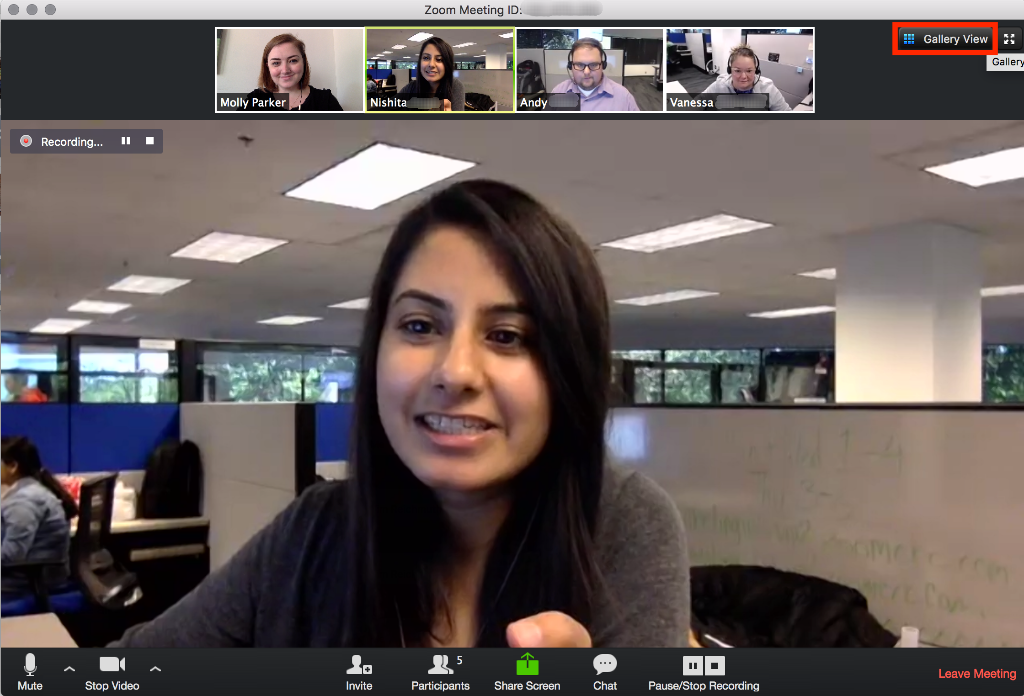 Zoom Meeting ID:
Gallery View
Gallery
Molly Parker
Nishita
Andy
Vanessa
Recording...
5
Mute
Stop Video
Invite
Participants
Share Screen
Chat
Pause/Stop Recording
Leave Meeting